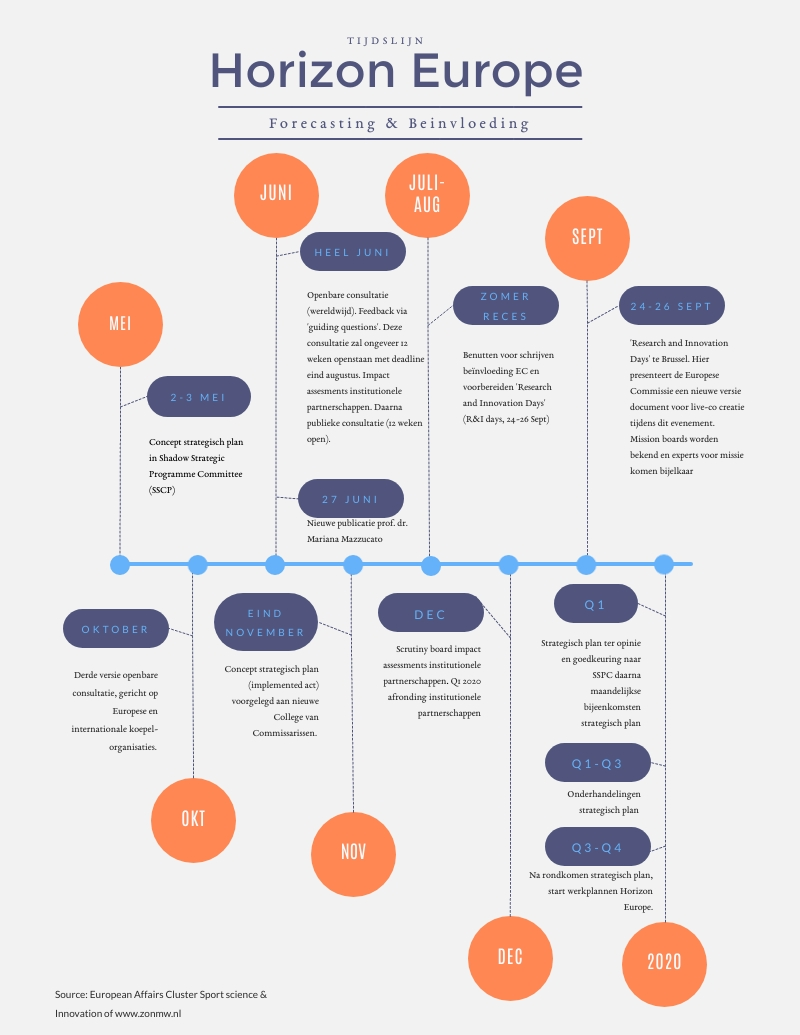 TIJDSLIJN
Horizon Europe
Forecasting & Beinvloeding
MEI
2-3 MEI
Concept strategisch plan
in Shadow Strategic
Programme Committee
(SSCP)
JUNI
HEEL JUNI
Openbare consultatie
(wereldwijd). Feedback via
'guiding questions'. Deze
consultatie zal ongeveer 12
weken openstaan met deadline
eind augustus. Impact
assesments institutionele
partnerschappen. Daarna
publieke consultatie (12 weken
open).
27 JUNI
Nieuwe publicatie prof. dr.
Mariana Mazzucato
JULI-
AUG
ZOMER
RECES
Benutten voor schrijven
beïnvloeding EC en
voorbereiden 'Research
and Innovation Days'
(R&I days, 24-26 Sept)
SEPT
24-26 SEPT
'Research and Innovation
Days' te Brussel. Hier
presenteert de Europese
Commissie een nieuwe versie
document voor live-co creatie
tijdens dit evenement.
Mission boards worden
bekend en experts voor missie
komen bijelkaar
OKTOBER
Derde versie openbare
consultatie, gericht op
Europese en
internationale koepel-
organisaties.
OKT
EIND
NOVEMBER
Concept strategisch plan
(implemented act)
voorgelegd aan nieuwe
College van
Commissarissen.
NOV
DEC
Scrutiny board impact
assessments institutionele
partnerschappen. Q1 2020
afronding institutionele
partnerschappen
DEC
Q1
Strategisch plan ter opinie
en goedkeuring naar
SSPC daarna
maandelijkse
bijeenkomsten
strategisch plan
Q1-Q3
Onderhandelingen
strategisch plan
Q3-Q4
Na rondkomen strategisch plan,
start werkplannen Horizon
Europe.
2020
Source: European Affairs Cluster Sport science &
Innovation of www.zonmw.nl